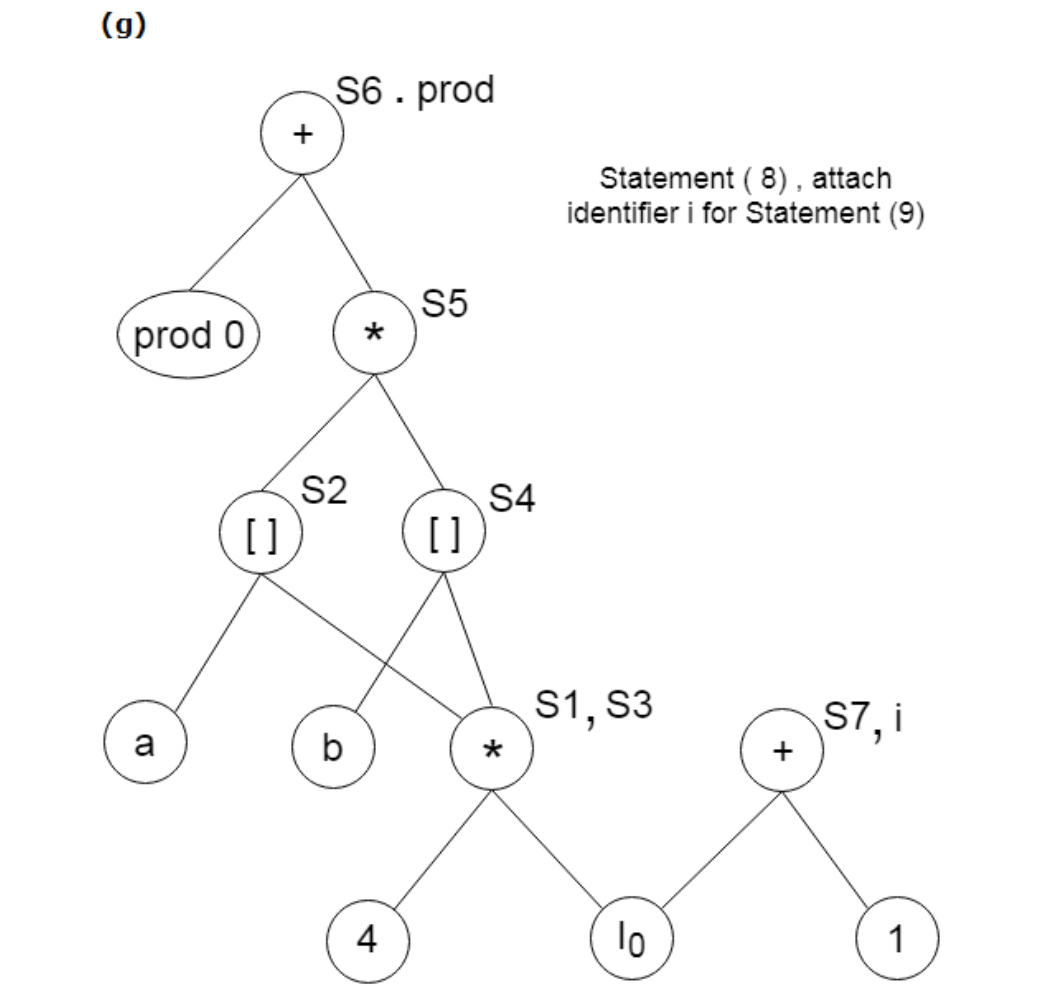 (g)
S6 . prod
+
Statement ( 8) , attach
identifier i for Statement (9)
prod 0
*
S5
[ ]
S2
[ ]
S4
a
b
*
S1, S3
+
S7, i
4
I0
1